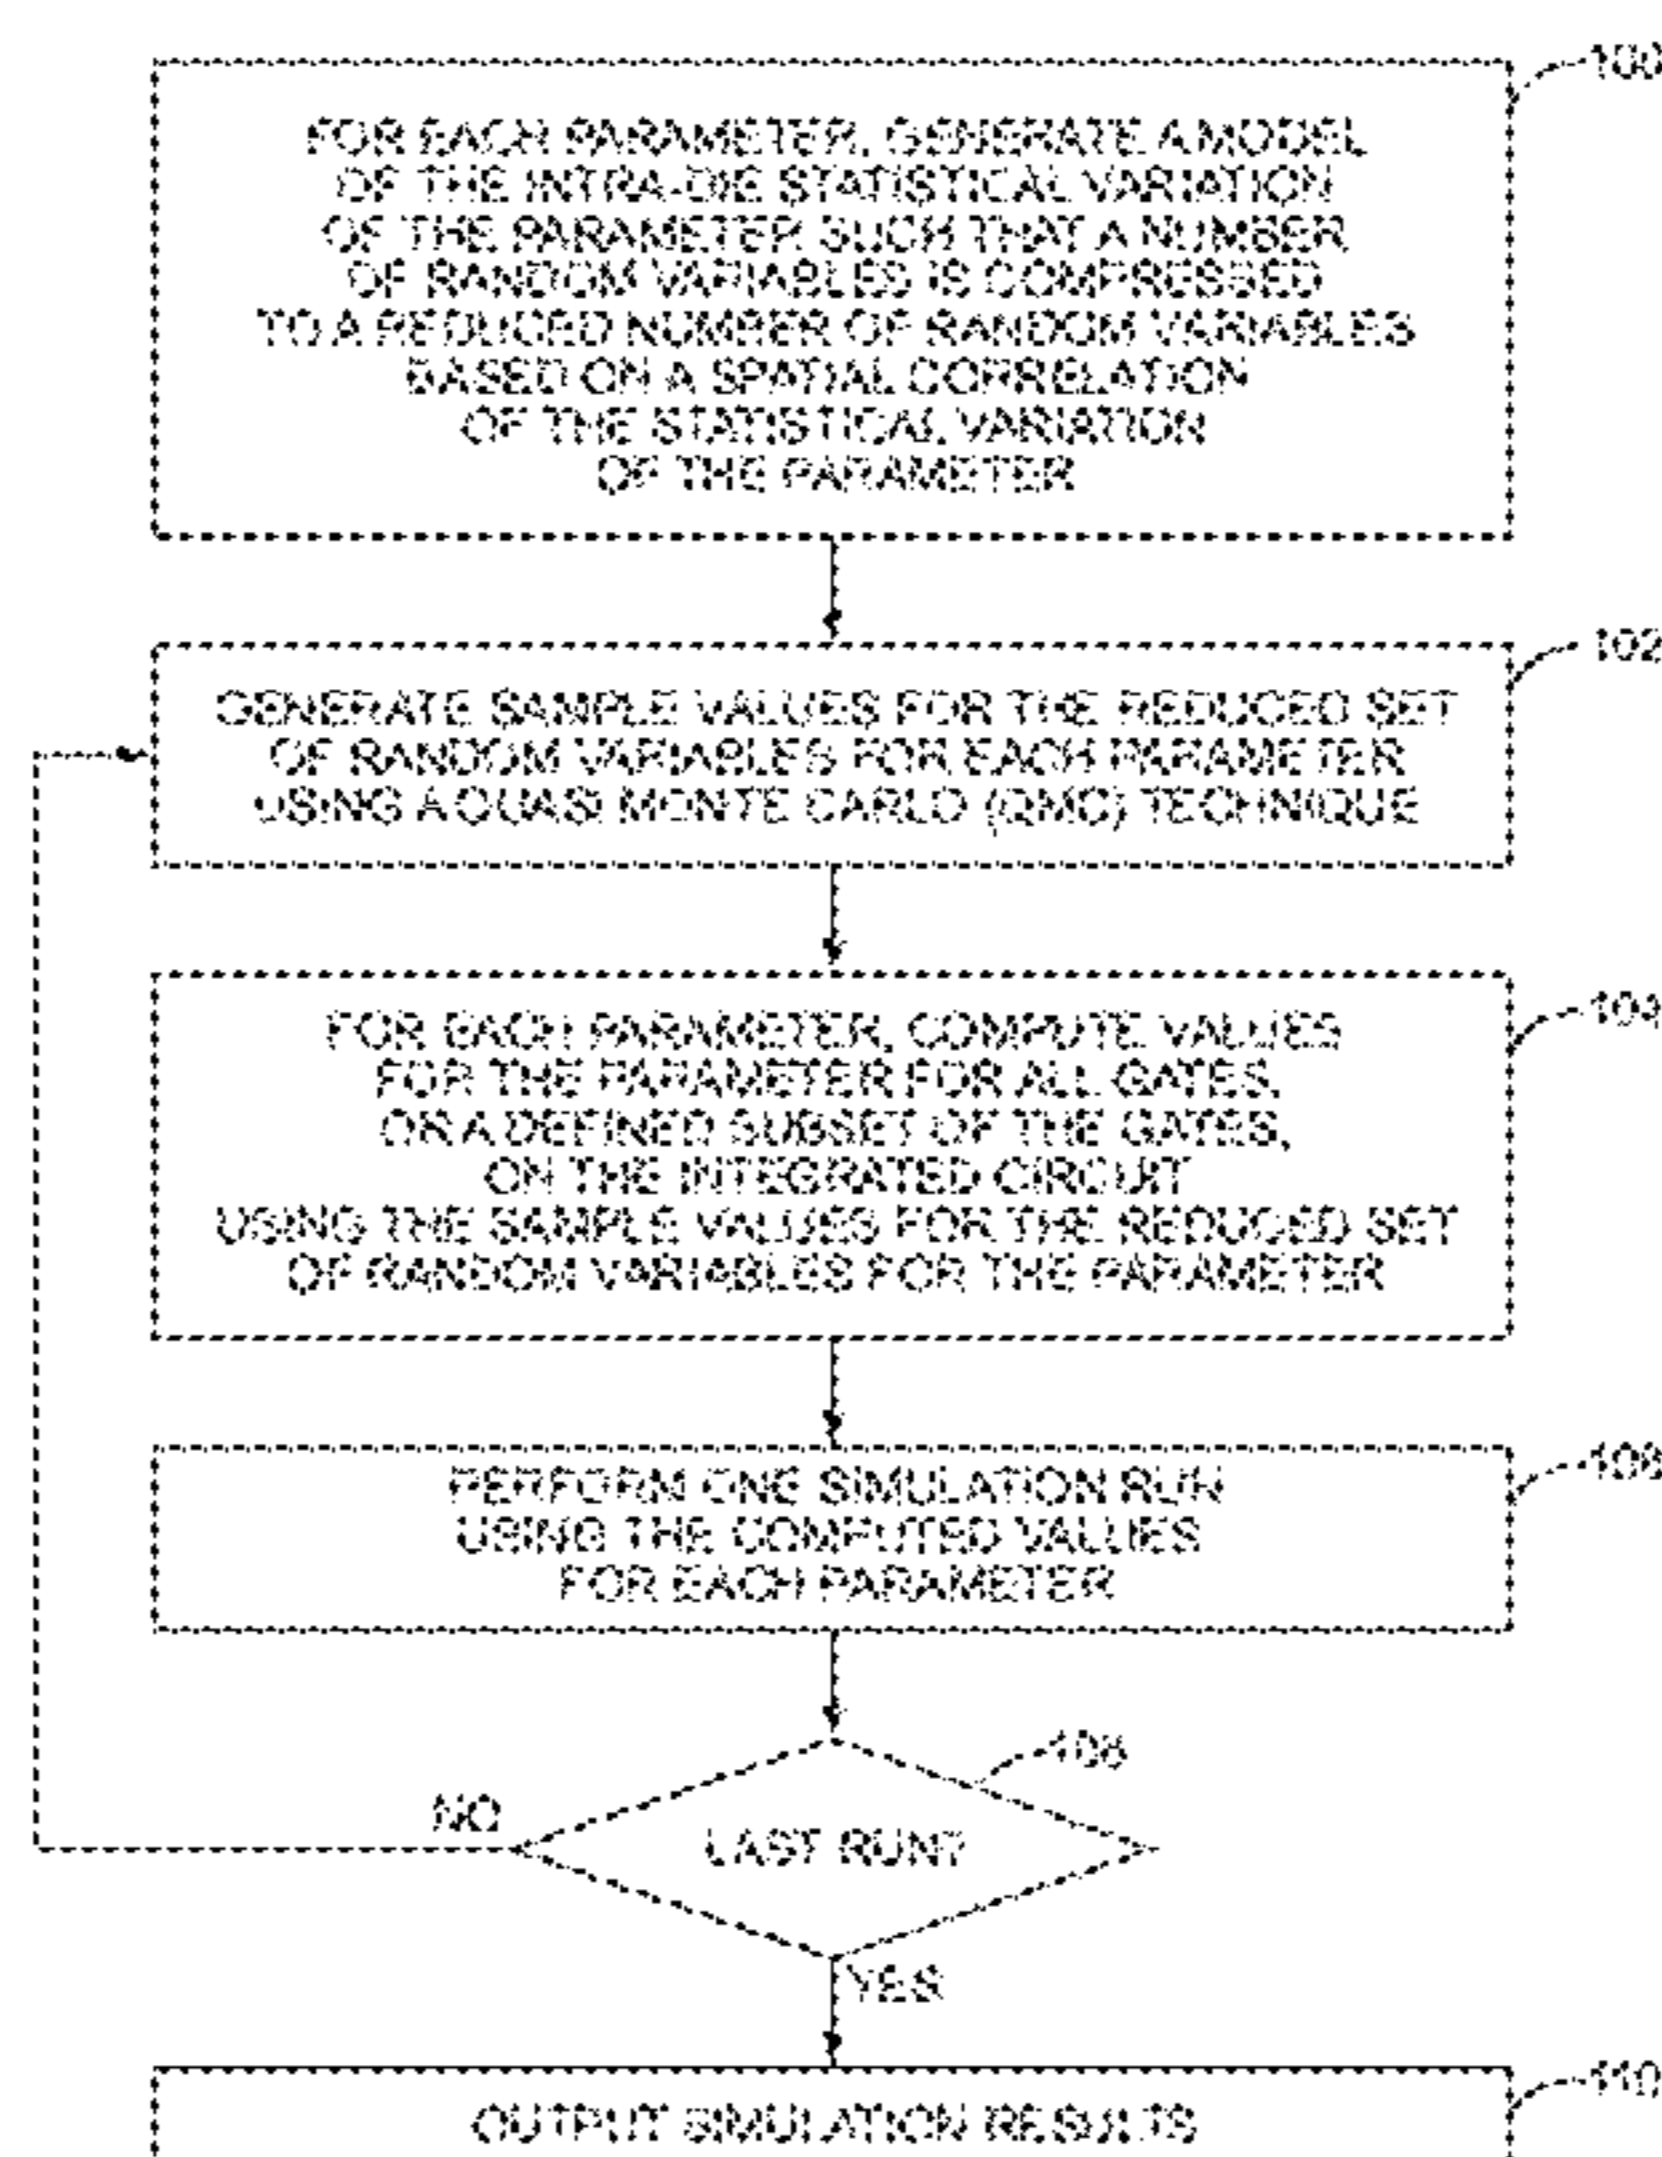 100
FOR EACH PARAMETER, GENERATE A MODEL
OF THE INTRA-DIE STATISTICAL VARIATION
OF THE PARAMETER SUCH THAT A NUMBER
OF RANDOM VARIABLES IS COMPRESSED
TO A REDUCED NUMBER OF RANDOM VARIABLES
BASED ON A SPATIAL CORRELATION
OF THE STATISTICAL VARIATION
OF THE PARAMETER
102
GENERATE SAMPLE VALUES FOR THE REDUCED SET
OF RANDOM VARIABLES FOR EACH PARAMETER
USING A QUASI MONTE CARLO (QMC) TECHNIQUE
104
FOR EACH PARAMETER, COMPUTE VALUES
FOR THE PARAMETER FOR ALL GATES,
OR A DEFINED SUBSET OF THE GATES,
ON THE INTEGRATED CIRCUIT
USING THE SAMPLE VALUES FOR THE REDUCED SET
OF RANDOM VARIABLES FOR THE PARAMETER
106
PERFORM ONE SIMULATION RUN
USING THE COMPUTED VALUES
FOR EACH PARAMETER
108
NO
LAST RUN?
YES
110
OUTPUT SIMULATION RESULTS